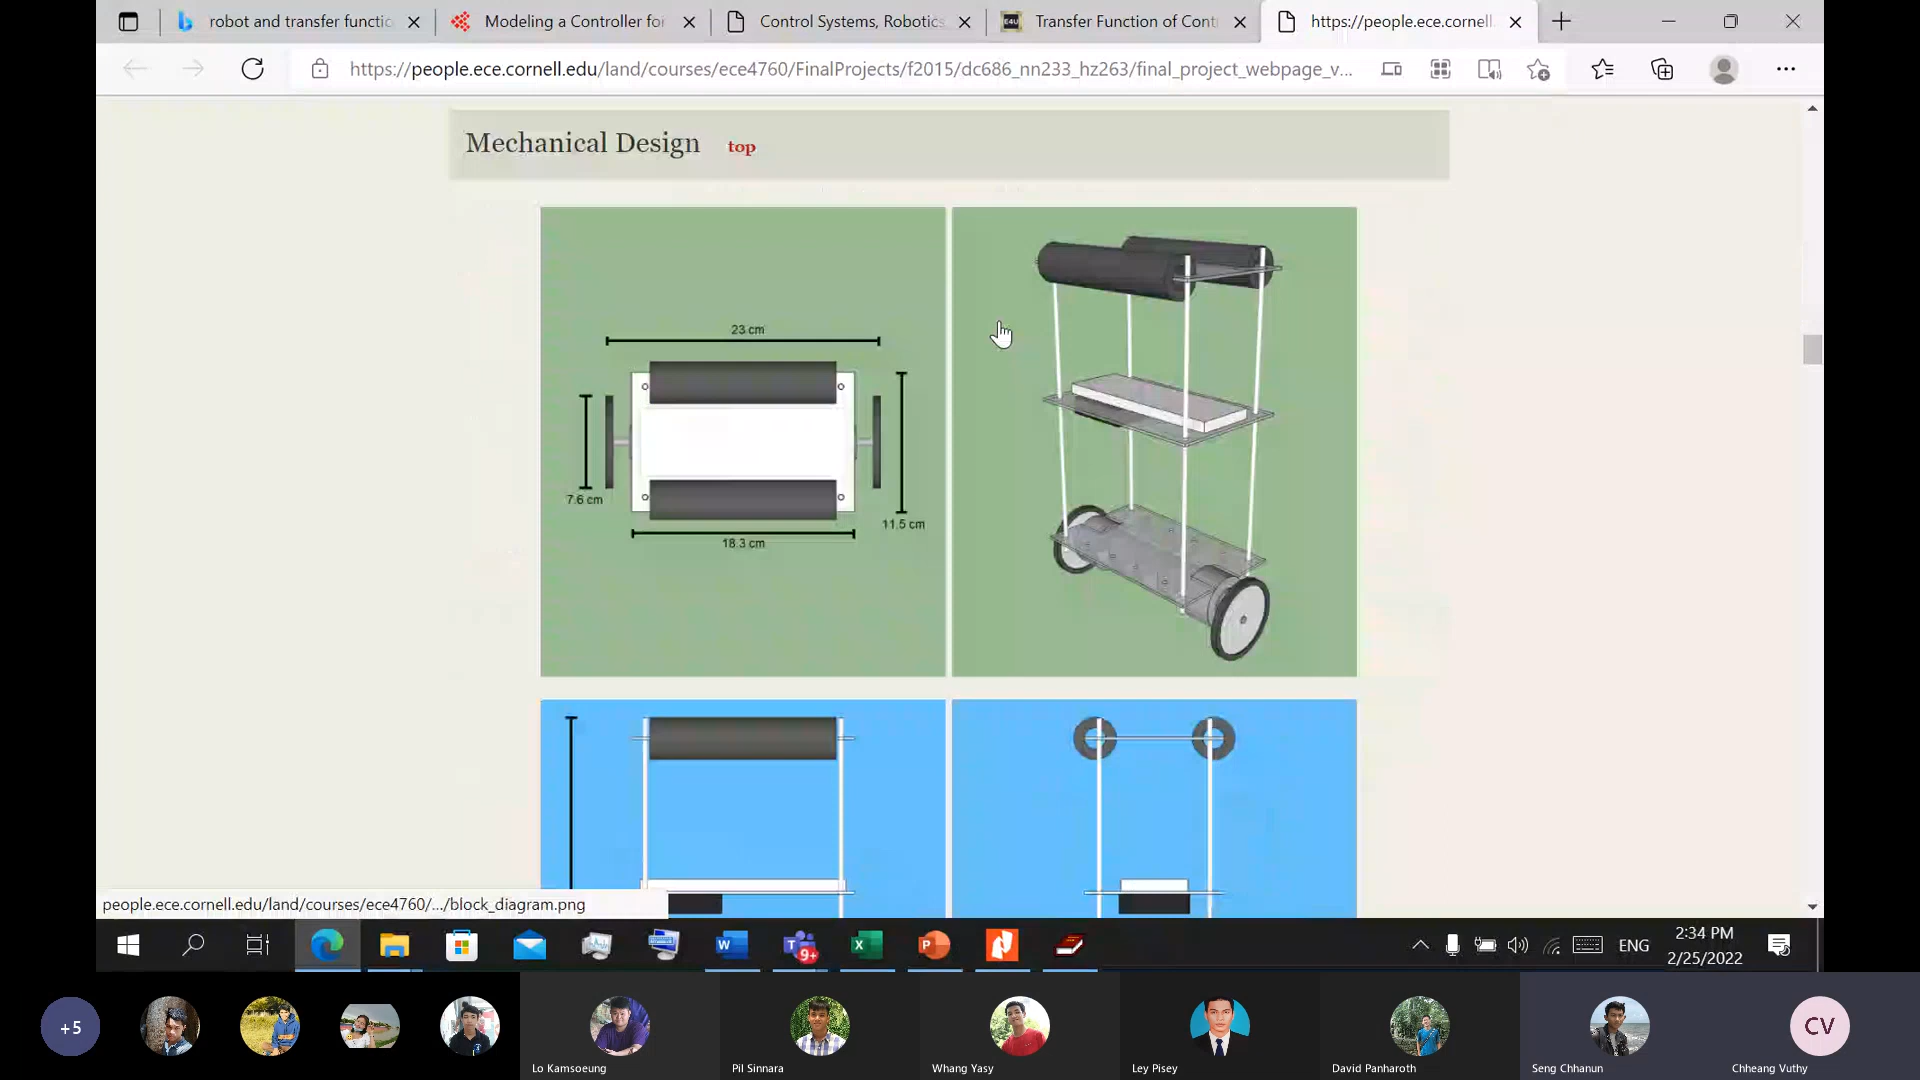 robot and transfer functio
Modeling a Controller for
Control Systems, Robotics
E4U
Transfer Function of Cont
https://people.ece.cornell.
https://people.ece.cornell.edu/land/courses/ece4760/FinalProjects/f2015/dc686_nn233_hz263/final_project_webpage_v...
Mechanical Design top
23 cm
7.6 cm
11.5 cm
18.3 cm
people.ece.cornell.edu/land/courses/ece4760/.../block_diagram.png
9+
ENG
2:34 PM
2/25/2022
+5
CV
Lo Kamsoeung
Pil Sinnara
Whang Yasy
Ley Pisey
David Panharoth
Seng Chhanun
Chheang Vuthy